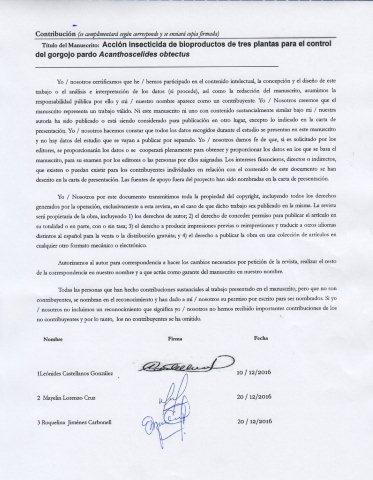 Contribución (se complimentará según corresponda y se enviará copia firmada)
Título del Manuscrito: Acción insecticida de bioproductos de tres plantas para el control
del gorgojo pardo Acanthoscelides obtectus
Yo / nosotros certificamos que he / hemos participado en el contenido intelectual, la concepción y el diseño de este
trabajo o el análisis e interpretación de los datos (si procede), así como la redacción del manuscrito, asumimos la
responsabilidad pública por ello y mi / nuestro nombre aparece como un contribuyente. Yo / Nosotros creemos que el
manuscrito representa un trabajo válido. Ni este manuscrito ni uno con contenido sustancialmente similar bajo mi / nuestra
autoría ha sido publicado o está siendo considerado para publicación en otro lugar, excepto lo indicado en la carta de
presentación. Yo / nosotros hacemos constar que todos los datos recogidos durante el estudio se presentan en este manuscrito
y no hay datos del estudio que se vayan a publicar por separado. Yo / nosotros damos fe de que, si es solicitado por los
editores, se proporcionarán los datos o se cooperará plenamente para obtener y proporcionar los datos en los que se basa el
manuscrito, para su examen por los editores o las personas por ellos asignadas. Los intereses financieros, directos o indirectos,
que existen o puedan existir para los contribuyentes individuales en relación con el contenido de este documento se han
descrito en la carta de presentación. Las fuentes de apoyo fuera del proyecto han sido nombradas en la carta de presentación.
Yo / Nosotros por este documento transmitimos toda la propiedad del copyright, incluyendo todos los derechos
generados por la operación, exclusivamente a esta revista, en el caso de que dicho trabajo sea publicado en la misma. La revista
será propietaria de la obra, incluyendo 1) los derechos de autor; 2) el derecho de conceder permiso para publicar el artículo en
su totalidad o en parte, con o sin tasa; 3) el derecho a producir impresiones previas o reimpresiones y traducir a otros idiomas
distintos al español para la venta o la distribución gratuita; y 4) el derecho a publicar la obra en una colección de artículos en
cualquier otro formato mecánico o electrónico.
Autorizamos al autor para correspondencia a hacer los cambios necesarios por petición de la revista, realizar el resto
de la correspondencia en nuestro nombre y a que actúe como garante del manuscrito en nuestro nombre.
Todas las personas que han hecho contribuciones sustanciales al trabajo presentado en el manuscrito, pero que no son
contribuyentes, se nombran en el reconocimiento y han dado a mí / nosotros su permiso por escrito para ser nombrados. Si yo
/ nosotros no incluimos un reconocimiento que significa yo / nosotros no hemos recibido importantes contribuciones de los
no contribuyentes y por lo tanto, los no contribuyentes se ha omitido.
Nombre Firma Fecha
1Leónides Castellanos González 10 / 12/2016
2 Mayelin Lorenzo Cruz 20 / 12/2016
3 Roquelina Jiménez Carbonell 20 / 12/2016